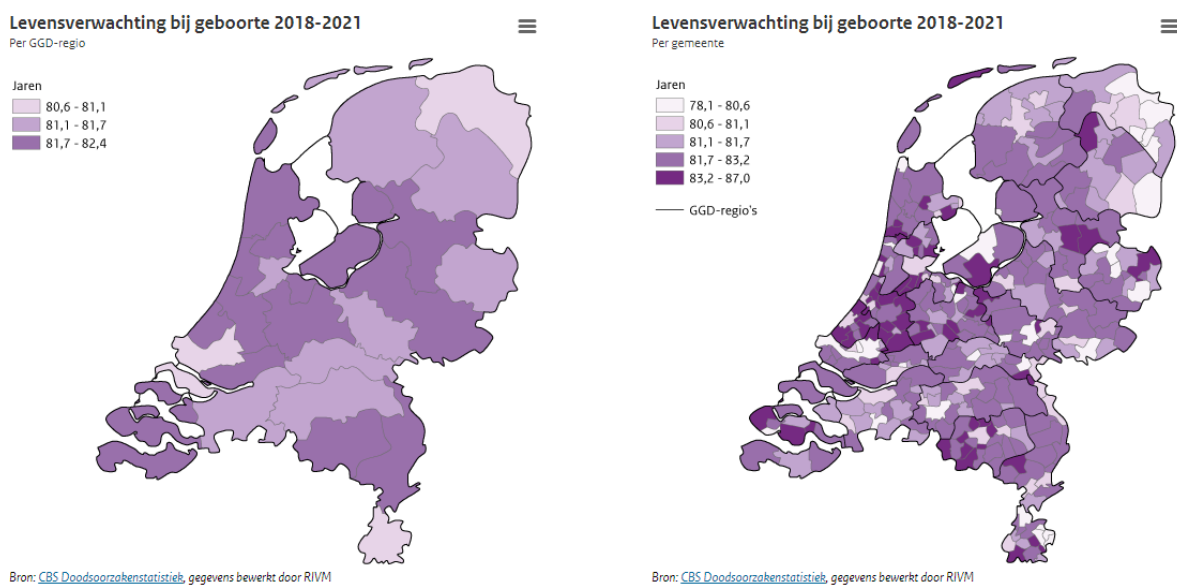 Levensverwachting bij geboorte 2018-2021
Per GGD-regio
Jaren
80,6 - 81,1
81,1 - 81,7
81,7 - 82,4
Bron: CBS Doodsoorzakenstatistiek, gegevens bewerkt door RIVM
Levensverwachting bij geboorte 2018-2021
Per gemeente
Jaren
78,1 - 80,6
80,6 - 81,1
81,1 - 81,7
81,7 - 83,2
83,2 - 87,0
GGD-regio's
Bron: CBS Doodsoorzakenstatistiek, gegevens bewerkt door RIVM